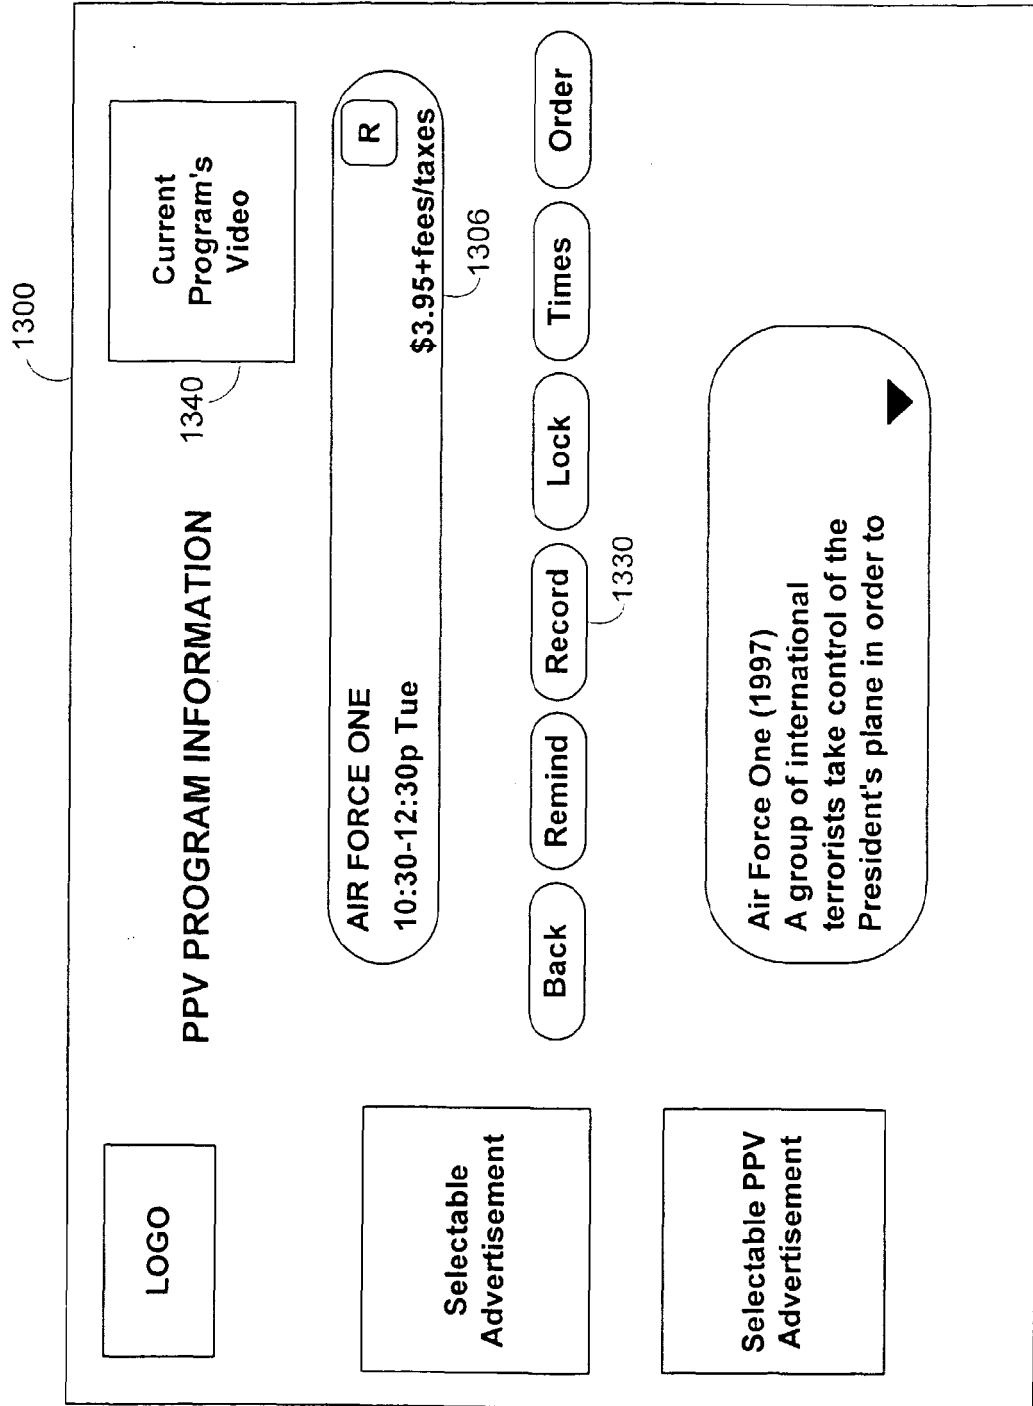 1300
LOGO
PPV PROGRAM INFORMATION
1340
Current
Program's
Video
AIR FORCE ONE
R
10:30-12:30p Tue
$3.95+fees/taxes
1306
Selectable
Advertisement
Back
Remind
Record
Lock
Times
Order
1330
Selectable PPV
Advertisement
Air Force One (1997)
A group of international
terrorists take control of the
President's plane in order to